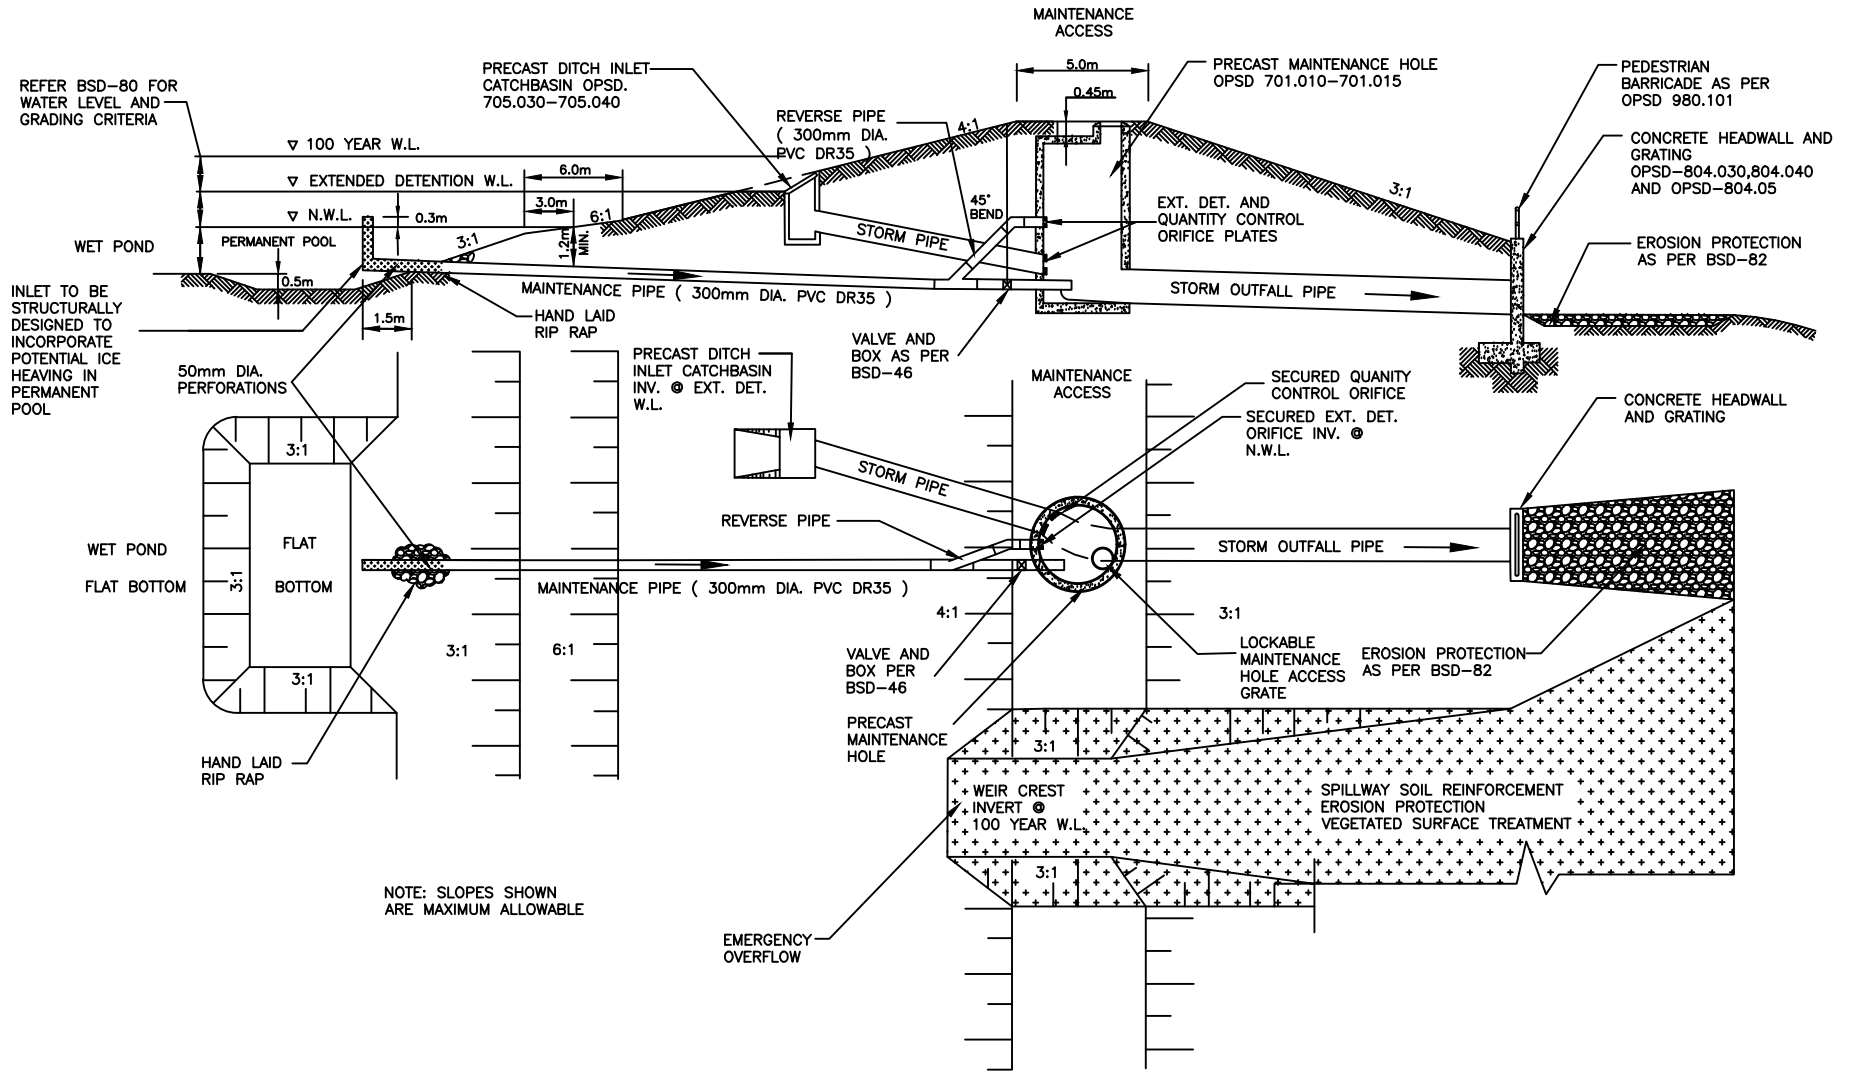 MAINTENANCE
ACCESS
5.0m
0.45m
PRECAST DITCH INLET
CATCHBASIN OPSD.
705.030-705.040
PRECAST MAINTENANCE HOLE
OPSD 701.010-701.015
PEDESTRIAN
BARRICADE AS PER
OPSD 980.101
REFER BSD-80 FOR
WATER LEVEL AND
GRADING CRITERIA
REVERSE PIPE
( 300mm DIA.
PVC DR35 )
4:1
CONCRETE HEADWALL AND
GRATING
OPSD-804.030,804.040
AND OPSD-804.05
100 YEAR W.L.
6.0m
EXTENDED DETENTION W.L.
3.0m
3:1
N.W.L.
0.3m
6:1
45°
BEND
EXT. DET. AND
QUANTITY CONTROL
ORIFICE PLATES
STORM PIPE
WET POND
PERMANENT POOL
3:1
1.2m
MIN.
EROSION PROTECTION
AS PER BSD-82
0.5m
INLET TO BE
STRUCTURALLY
DESIGNED TO
INCORPORATE
POTENTIAL ICE
HEAVING IN
PERMANENT
POOL
MAINTENANCE PIPE ( 300mm DIA. PVC DR35 )
STORM OUTFALL PIPE
1.5m
HAND LAID
RIP RAP
VALVE AND
BOX AS PER
BSD-46
50mm DIA.
PERFORATIONS
PRECAST DITCH
INLET CATCHBASIN
INV. @ EXT. DET.
W.L.
MAINTENANCE
ACCESS
SECURED QUANITY
CONTROL ORIFICE
SECURED EXT. DET.
ORIFICE INV. @
N.W.L.
CONCRETE HEADWALL
AND GRATING
3:1
STORM PIPE
REVERSE PIPE
WET POND
FLAT BOTTOM
FLAT
BOTTOM
3:1
STORM OUTFALL PIPE
MAINTENANCE PIPE ( 300mm DIA. PVC DR35 )
4:1
3:1
3:1
6:1
3:1
VALVE AND
BOX PER
BSD-46
LOCKABLE
MAINTENANCE
HOLE ACCESS
GRATE
EROSION PROTECTION
AS PER BSD-82
PRECAST
MAINTENANCE
HOLE
3:1
HAND LAID
RIP RAP
WEIR CREST
INVERT @
100 YEAR W.L.
SPILLWAY SOIL REINFORCEMENT
EROSION PROTECTION
VEGETATED SURFACE TREATMENT
3:1
NOTE: SLOPES SHOWN
ARE MAXIMUM ALLOWABLE
EMERGENCY
OVERFLOW